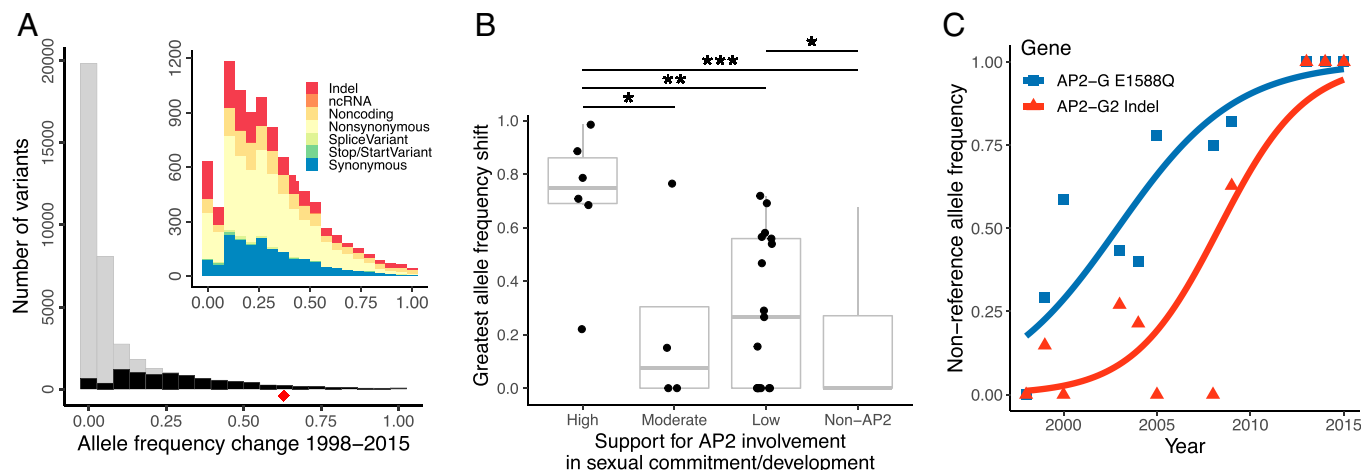 A
Number of variants
0
5000
10000
15000
20000
0.00
0.25
0.50
0.75
1.00
Allele frequency change 1998−2015
0
300
600
900
1200
0.00
0.25
0.50
0.75
1.00
Indel
ncRNA
Noncoding
Nonsynonymous
SpliceVariant
Stop/StartVariant
Synonymous
B
Greatest allele frequency shift
0.0
0.2
0.4
0.6
0.8
1.0
*
***
**
*
High
Moderate
Low
Non−AP2
Support for AP2 involvement
in sexual commitment/development
C
Non−reference allele frequency
0.00
0.25
0.50
0.75
1.00
Gene
AP2−G E1588Q
AP2−G2 Indel
2000
2005
2010
2015
Year